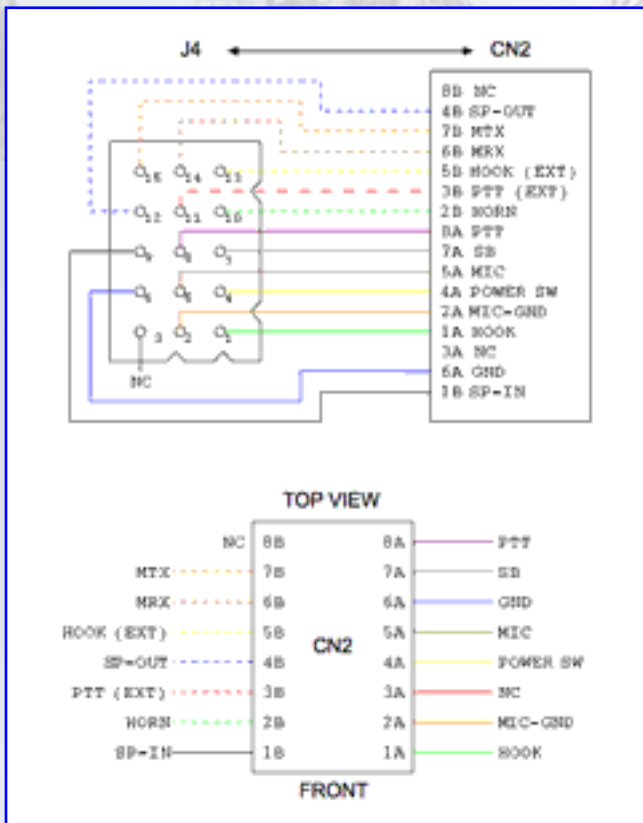 J4 CN2
8B NC
4B SP-OUT
7B MTX
6B MRX
5B HOOK (EXT)
3B PTT (EXT)
2B HORN
8A PTT
7A SB
5A MIC
4A POWER SW
2A MIC-GND
1A HOOK
3A NC
6A GND
1B SP-IN
15 14 13
12 11 10
9 8 7
6 5 4
3 2 1
NC
TOP VIEW
NC 8B 8A PTT
MTX 7B 7A SB
MRX 6B 6A GND
HOOK (EXT) 5B 5A MIC
CN2
SP-OUT 4B 4A POWER SW
PTT (EXT) 3B 3A NC
HORN 2B 2A MIC-GND
SP-IN 1B 1A HOOK
FRONT